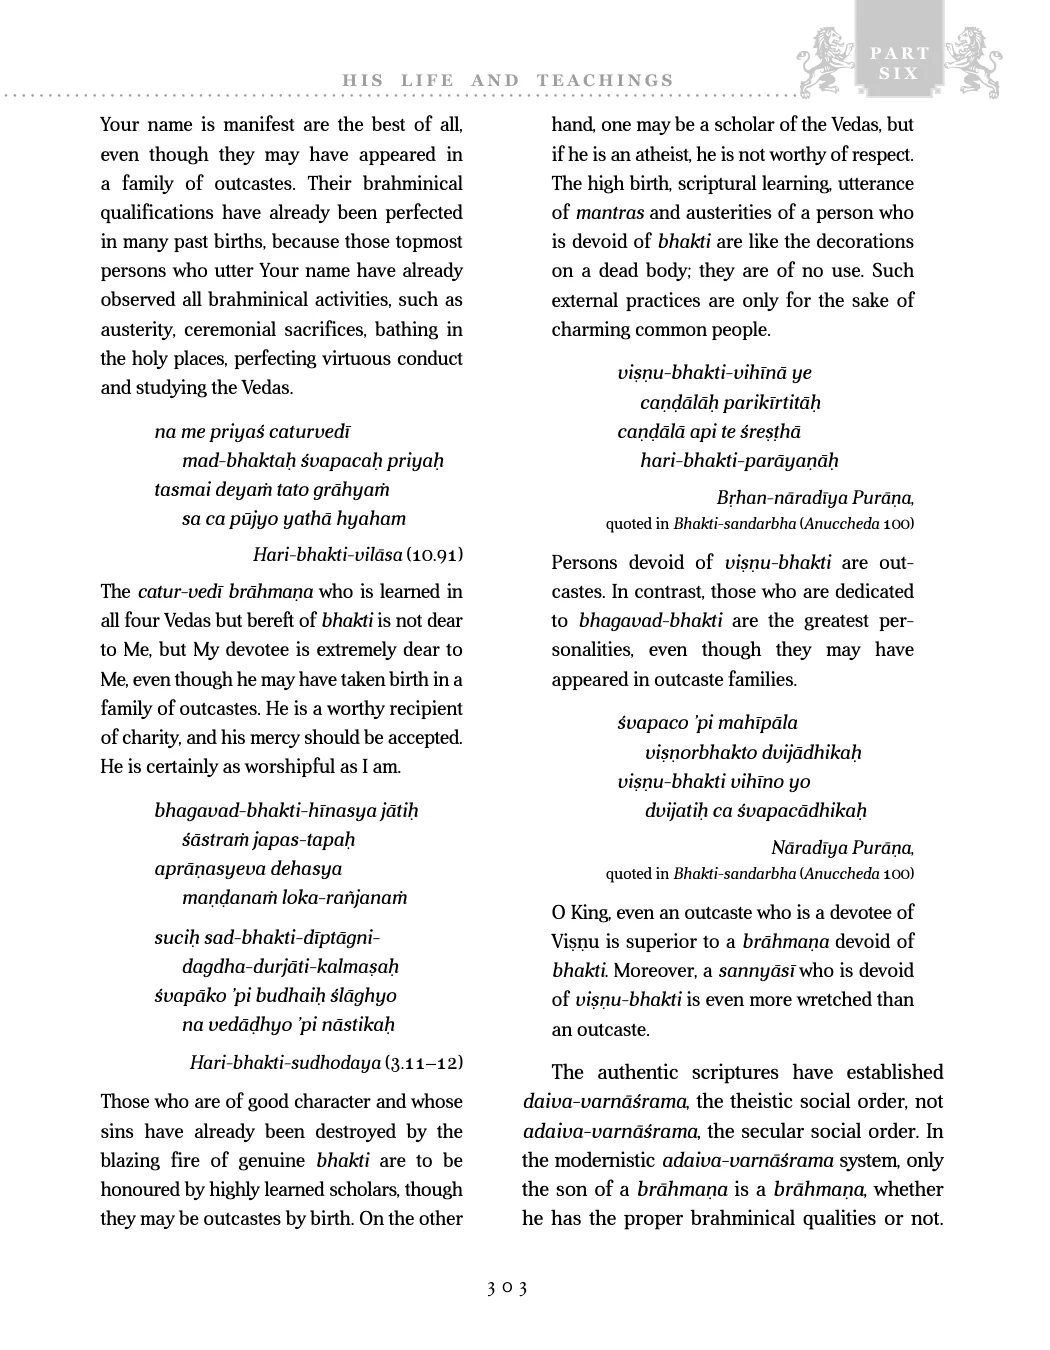 HIS LIFE AND TEACHINGS
PART
SIX
Your name is manifest are the best of all,
even though they may have appeared in
a family of outcastes. Their brahminical
qualifications have already been perfected
in many past births, because those topmost
persons who utter Your name have already
observed all brahminical activities, such as
austerity, ceremonial sacrifices, bathing in
the holy places, perfecting virtuous conduct
and studying the Vedas.
na me priyaś caturvedī
mad-bhaktaḥ śvapacaḥ priyaḥ
tasmai deyaṁ tato grāhyaṁ
sa ca pūjyo yathā hyaham
Hari-bhakti-vilāsa (10.91)
The catur-vedī brāhmaṇa who is learned in
all four Vedas but bereft of bhakti is not dear
to Me, but My devotee is extremely dear to
Me, even though he may have taken birth in a
family of outcastes. He is a worthy recipient
of charity, and his mercy should be accepted.
He is certainly as worshipful as I am.
bhagavad-bhakti-hīnasya jātiḥ
śāstraṁ japas-tapaḥ
aprāṇasyeva dehasya
maṇḍanaṁ loka-rañjanaṁ
suciḥ sad-bhakti-dīptāgni-
dagdha-durjāti-kalmaṣaḥ
śvapāko ’pi budhaiḥ ślāghyo
na vedāḍhyo ’pi nāstikaḥ
Hari-bhakti-sudhodaya (3.11–12)
Those who are of good character and whose
sins have already been destroyed by the
blazing fire of genuine bhakti are to be
honoured by highly learned scholars, though
they may be outcastes by birth. On the other
hand, one may be a scholar of the Vedas, but
if he is an atheist, he is not worthy of respect.
The high birth, scriptural learning, utterance
of mantras and austerities of a person who
is devoid of bhakti are like the decorations
on a dead body; they are of no use. Such
external practices are only for the sake of
charming common people.
viṣṇu-bhakti-vihīnā ye
caṇḍālāḥ parikīrtitāḥ
caṇḍālā api te śreṣṭhā
hari-bhakti-parāyaṇāḥ
Bṛhan-nāradīya Purāṇa,
quoted in Bhakti-sandarbha (Anuccheda 100)
Persons devoid of viṣṇu-bhakti are out-
castes. In contrast, those who are dedicated
to bhagavad-bhakti are the greatest per-
sonalities, even though they may have
appeared in outcaste families.
śvapaco ’pi mahīpāla
viṣṇorbhakto dvijādhikaḥ
viṣṇu-bhakti vihīno yo
dvijatiḥ ca śvapacādhikaḥ
Nāradīya Purāṇa,
quoted in Bhakti-sandarbha (Anuccheda 100)
O King, even an outcaste who is a devotee of
Viṣṇu is superior to a brāhmaṇa devoid of
bhakti. Moreover, a sannyāsī who is devoid
of viṣṇu-bhakti is even more wretched than
an outcaste.
The authentic scriptures have established
daiva-varnāśrama, the theistic social order, not
adaiva-varnāśrama, the secular social order. In
the modernistic adaiva-varnāśrama system, only
the son of a brāhmaṇa is a brāhmaṇa, whether
he has the proper brahminical qualities or not.
303